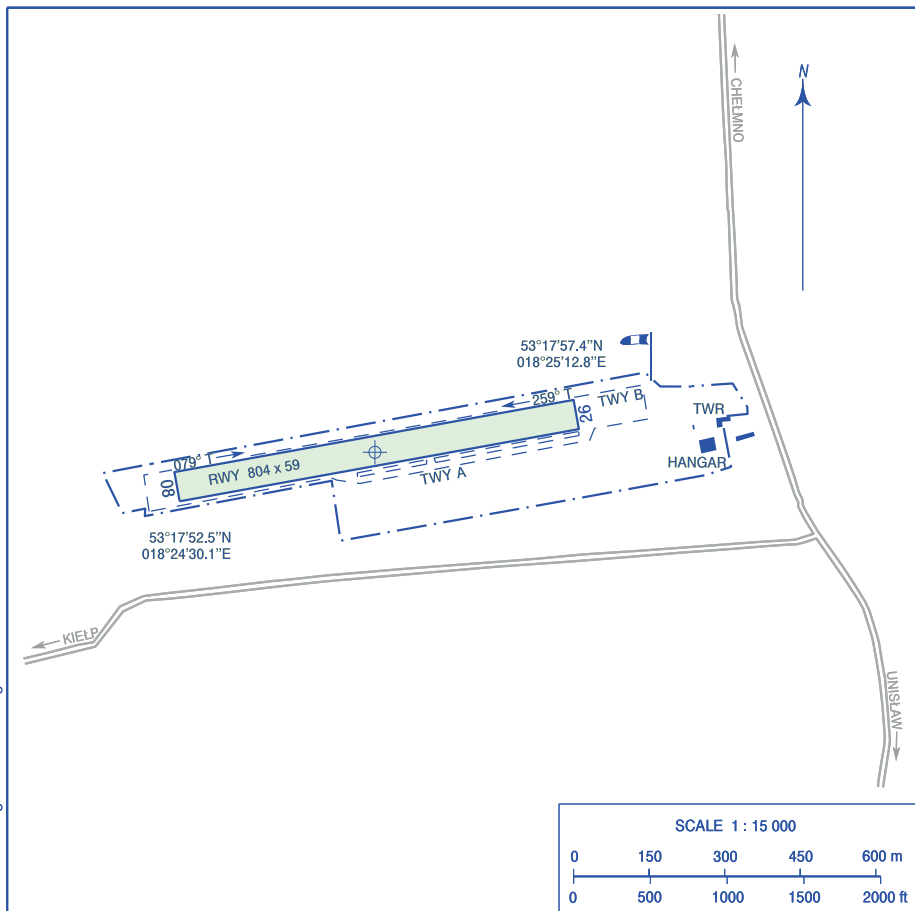 N
CHEŁMNO
53°17'57.4"N
018°25'12.8"E
259° T
TWY B
26
TWR
HANGAR
079° T
RWY 804 x 59
08
TWY A
53°17'52.5"N
018°24'30.1"E
KIEŁP
UNISŁAW
SCALE 1 : 15 000
0 150 300 450 600 m
0 500 1000 1500 2000 ft